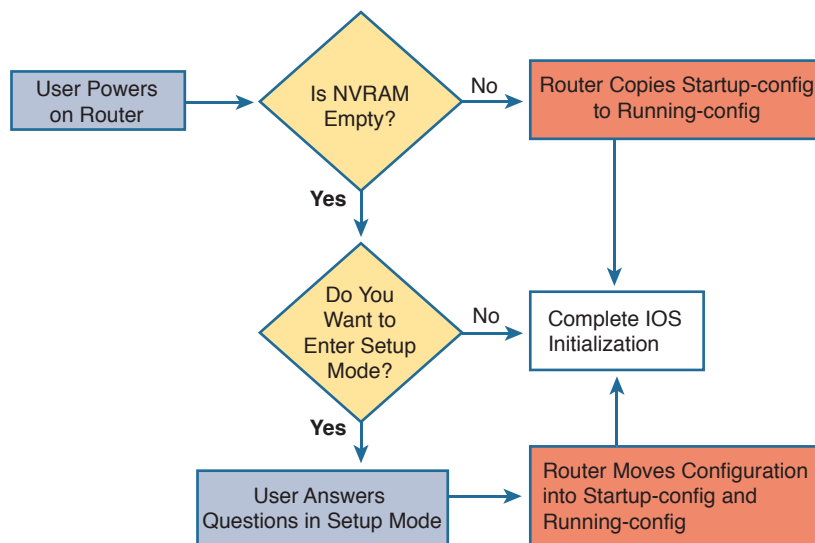 User Powers
on Router
Is NVRAM
Empty?
No
Router Copies Startup-config
to Running-config
Yes
Do You
Want to
Enter Setup
Mode?
No
Complete IOS
Initialization
Yes
User Answers
Questions in Setup Mode
Router Moves Configuration
into Startup-config and
Running-config